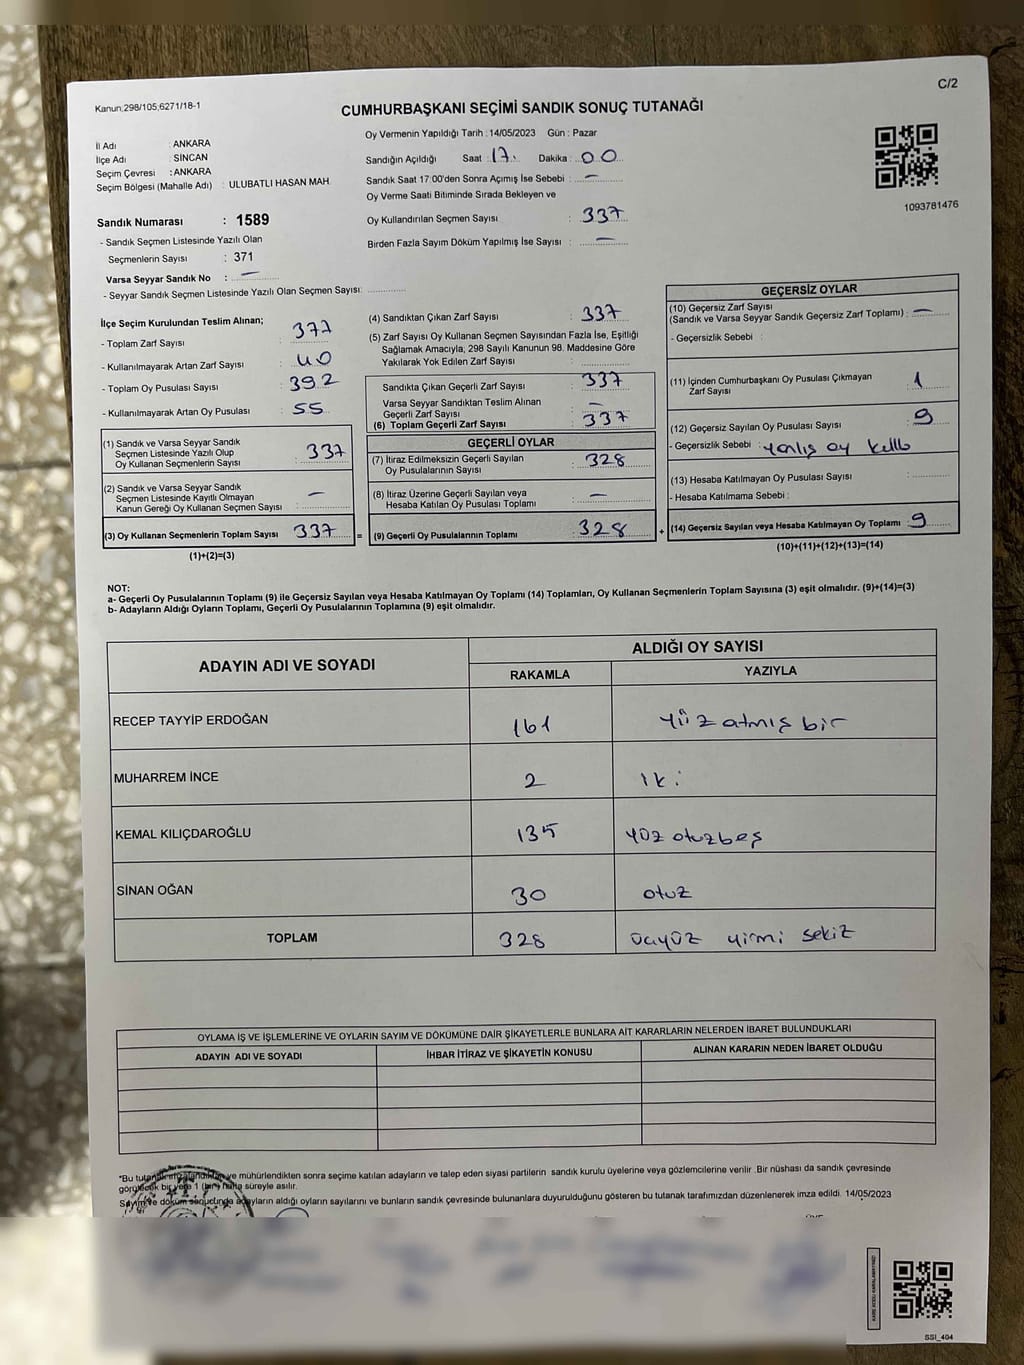 C/2
Kanun:298/105,6271/18-1
CUMHURBAŞKANI SEÇİMİ SANDIK SONUÇ TUTANAĞI
İl Adı : ANKARA
İlçe Adı : SİNCAN
Seçim Çevresi : ANKARA
Seçim Bölgesi (Mahalle Adı) : ULUBATLI HASAN MAH.
Sandık Numarası : 1589
- Sandık Seçmen Listesinde Yazılı Olan
Seçmenlerin Sayısı : 371
Varsa Seyyar Sandık No : —
- Seyyar Sandık Seçmen Listesinde Yazılı Olan Seçmen Sayısı:
Oy Vermenin Yapıldığı Tarih : 14/05/2023 Gün : Pazar
Sandığın Açıldığı Saat : 17. Dakika : 00
Sandık Saat 17:00'den Sonra Açımış İse Sebebi : —
Oy Verme Saati Bitiminde Sırada Bekleyen ve
Oy Kullandırılan Seçmen Sayısı : 337
Birden Fazla Sayım Döküm Yapılmış İse Sayısı : —
1093781476
İlçe Seçim Kurulundan Teslim Alınan;
- Toplam Zarf Sayısı : 377
- Kullanılmayarak Artan Zarf Sayısı : 40
- Toplam Oy Pusulası Sayısı : 392
- Kullanılmayarak Artan Oy Pusulası : 55
(1) Sandık ve Varsa Seyyar Sandık
Seçmen Listesinde Yazılı Olup
Oy Kullanan Seçmenlerin Sayısı : 337
(2) Sandık ve Varsa Seyyar Sandık
Seçmen Listesinde Kayıtlı Olmayan
Kanun Gereği Oy Kullanan Seçmen Sayısı : —
(3) Oy Kullanan Seçmenlerin Toplam Sayısı : 337
(1)+(2)=(3)
=
(4) Sandıktan Çıkan Zarf Sayısı : 337
(5) Zarf Sayısı Oy Kullanan Seçmen Sayısından Fazla İse, Eşitliği
Sağlamak Amacıyla, 298 Sayılı Kanunun 98. Maddesine Göre
Yakılarak Yok Edilen Zarf Sayısı :
Sandıkta Çıkan Geçerli Zarf Sayısı : 337
Varsa Seyyar Sandıktan Teslim Alınan
Geçerli Zarf Sayısı : —
(6) Toplam Geçerli Zarf Sayısı : 337
GEÇERLİ OYLAR
(7) İtiraz Edilmeksizin Geçerli Sayılan
Oy Pusulalarının Sayısı : 328
(8) İtiraz Üzerine Geçerli Sayılan veya
Hesaba Katılan Oy Pusulası Toplamı : —
(9) Geçerli Oy Pusulalarının Toplamı : 328
+
GEÇERSİZ OYLAR
(10) Geçersiz Zarf Sayısı
(Sandık ve Varsa Seyyar Sandık Geçersiz Zarf Toplamı) : —
- Geçersizlik Sebebi :
(11) İçinden Cumhurbaşkanı Oy Pusulası Çıkmayan
Zarf Sayısı : 1
(12) Geçersiz Sayılan Oy Pusulası Sayısı : 9
- Geçersizlik Sebebi : yanlış oy
(13) Hesaba Katılmayan Oy Pusulası Sayısı :
- Hesaba Katılmama Sebebi :
(14) Geçersiz Sayılan veya Hesaba Katılmayan Oy Toplamı : 9
(10)+(11)+(12)+(13)=(14)
NOT:
a- Geçerli Oy Pusulalarının Toplamı (9) ile Geçersiz Sayılan veya Hesaba Katılmayan Oy Toplamı (14) Toplamları, Oy Kullanan Seçmenlerin Toplam Sayısına (3) eşit olmalıdır. (9)+(14)=(3)
b- Adayların Aldığı Oyların Toplamı, Geçerli Oy Pusulalarının Toplamına (9) eşit olmalıdır.
ADAYIN ADI VE SOYADI
ALDIĞI OY SAYISI
RAKAMLA YAZIYLA
RECEP TAYYİP ERDOĞAN 161 yüz atmış bir
MUHARREM İNCE 2 iki
KEMAL KILIÇDAROĞLU 135 yüz otuzbeş
SİNAN OĞAN 30 otuz
TOPLAM 328 üçyüz yirmi sekiz
OYLAMA İŞ VE İŞLEMLERİNE VE OYLARIN SAYIM VE DÖKÜMÜNE DAİR ŞİKAYETLERLE BUNLARA AİT KARARLARIN NELERDEN İBARET BULUNDUKLARI
ADAYIN ADI VE SOYADI İHBAR İTİRAZ VE ŞİKAYETİN KONUSU ALINAN KARARIN NEDEN İBARET OLDUĞU
*Bu ve mühürlendikten sonra seçime katılan adayların ve talep eden siyasi partilerin sandık kurulu üyelerine veya gözlemcilerine verilir .Bir nüshası da sandık çevresinde
görülecek bir yere 1 (bir) hafta süreyle asılır.
Sayım ve döküm sonucunda adayların aldığı oyların sayılarını ve bunların sandık çevresinde bulunanlara duyurulduğunu gösteren bu tutanak tarafımızdan düzenlenerek imza edildi. 14/05/2023
SSI_404